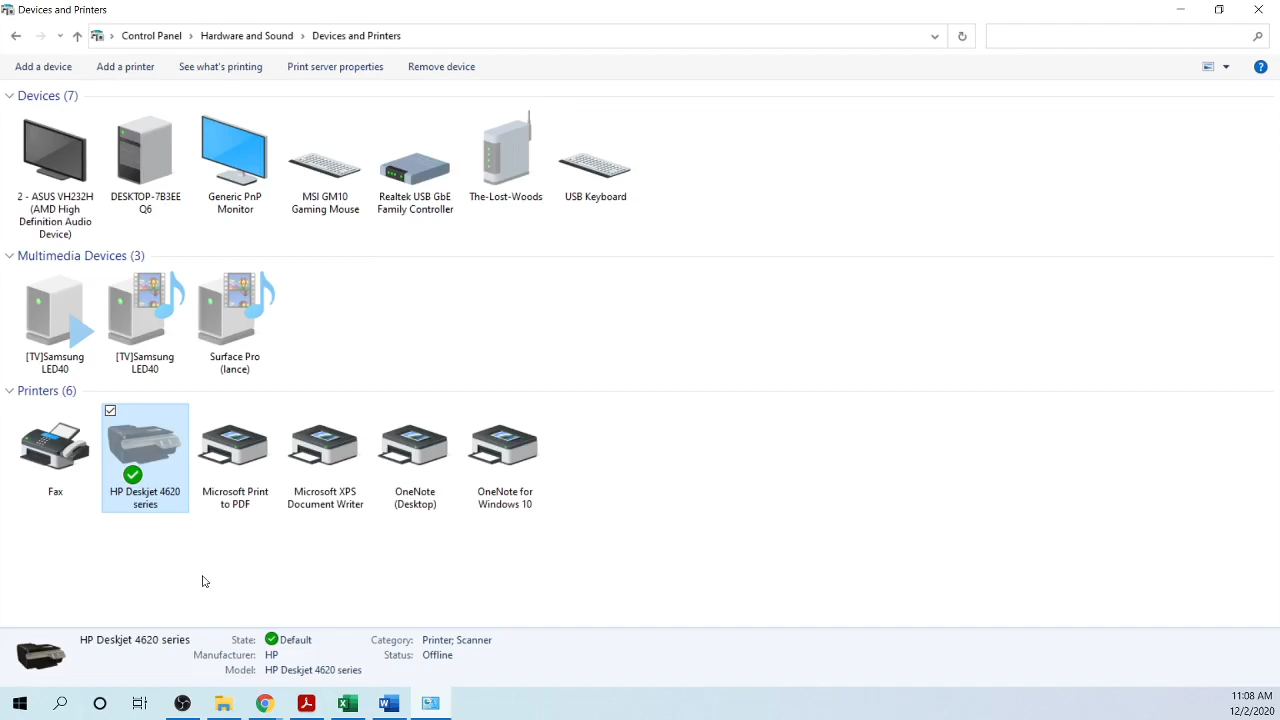 Devices and Printers
Control Panel > Hardware and Sound > Devices and Printers
Add a device Add a printer See what's printing Print server properties Remove device
Devices (7)
2 - ASUS VH232H
(AMD High
Definition Audio
Device)
DESKTOP-7B3EE
Q6
Generic PnP
Monitor
MSI GM10
Gaming Mouse
Realtek USB GbE
Family Controller
The-Lost-Woods
USB Keyboard
Multimedia Devices (3)
[TV]Samsung
LED40
[TV]Samsung
LED40
Surface Pro
(lance)
Printers (6)
Fax
HP Deskjet 4620
series
Microsoft Print
to PDF
Microsoft XPS
Document Writer
OneNote
(Desktop)
OneNote for
Windows 10
HP Deskjet 4620 series
State: Default
Manufacturer: HP
Model: HP Deskjet 4620 series
Category: Printer; Scanner
Status: Offline
11:08 AM
12/2/2020